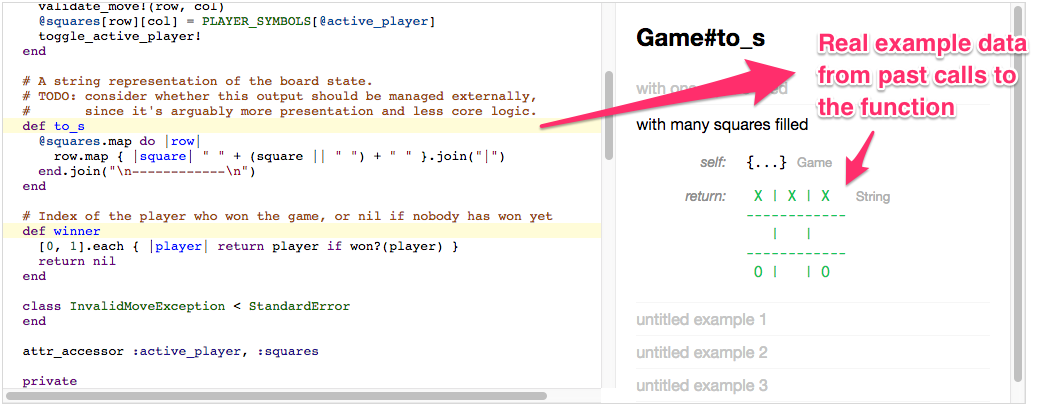 validate_move!(row, col)
@squares[row][col] = PLAYER_SYMBOLS[@active_player]
toggle_active_player!
end
# A string representation of the board state.
# TODO: consider whether this output should be managed externally,
# since it's arguably more presentation and less core logic.
def to_s
@squares.map do |row|
row.map { |square| " " + (square || " ") + " " }.join("|")
end.join("\n------------\n")
end
# Index of the player who won the game, or nil if nobody has won yet
def winner
[0, 1].each { |player| return player if won?(player) }
return nil
end
class InvalidMoveException < StandardError
end
attr_accessor :active_player, :squares
private
Game#to_s
with one
with many squares filled
self: {...} Game
return: X | X | X String
------------
| |
------------
O | | O
untitled example 1
untitled example 2
untitled example 3
Real example data
from past calls to
the function